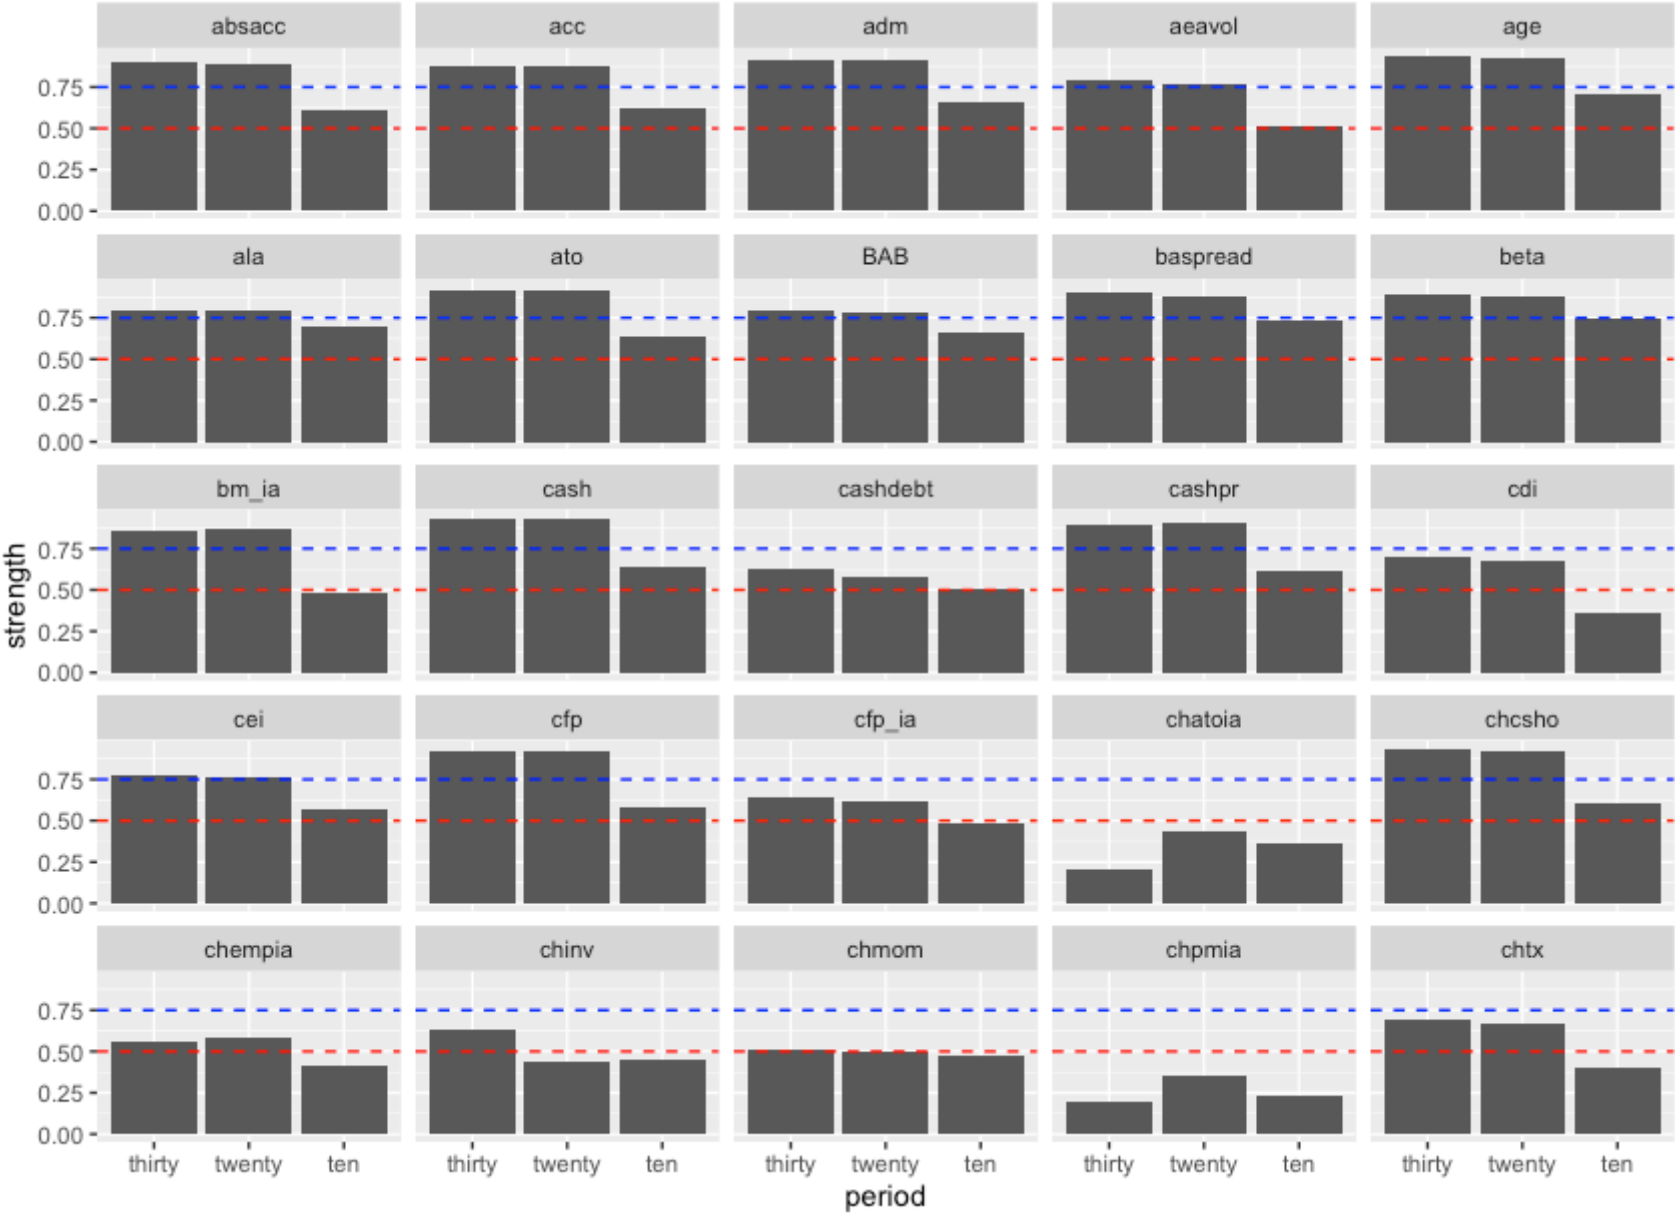 absacc acc adm aeavol age
0.75
0.50
0.25
0.00
ala ato BAB baspread beta
0.75
0.50
0.25
0.00
bm_ia cash cashdebt cashpr cdi
0.75
0.50
0.25
0.00
strength
cei cfp cfp_ia chatoia chcsho
0.75
0.50
0.25
0.00
chempia chinv chmom chpmia chtx
0.75
0.50
0.25
0.00
thirty twenty ten thirty twenty ten thirty twenty ten thirty twenty ten thirty twenty ten
period